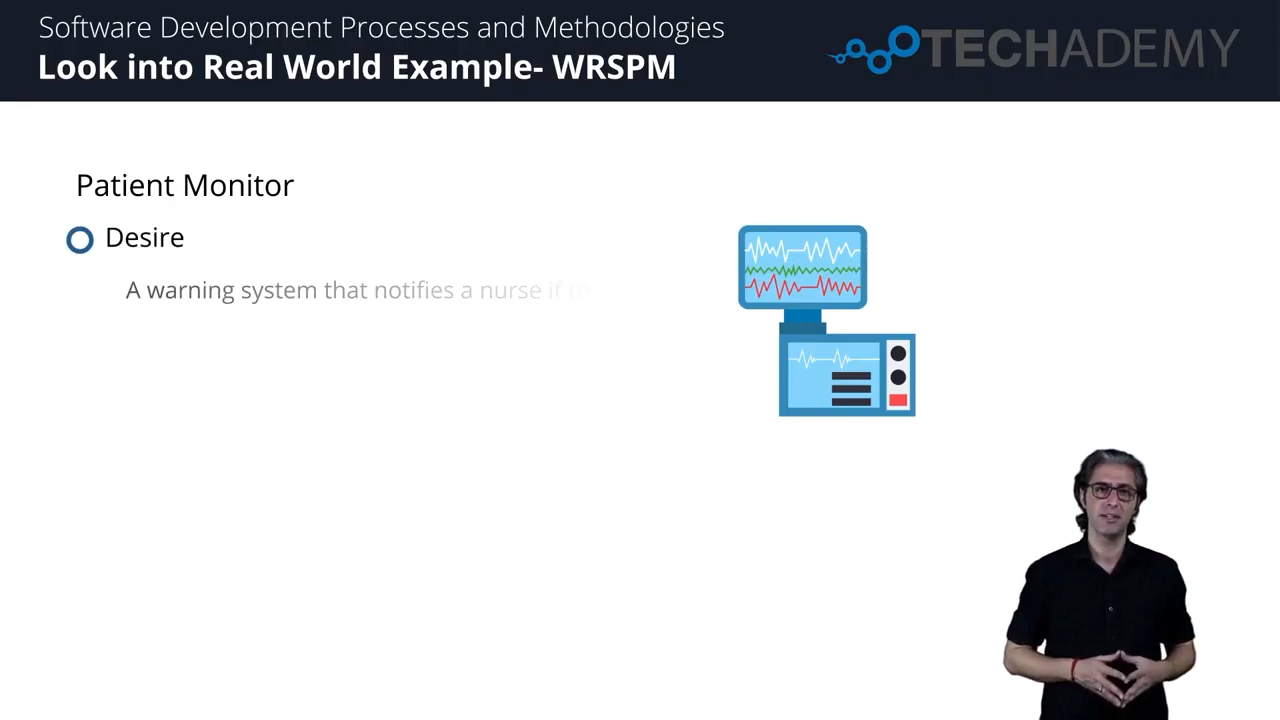 Software Development Processes and Methodologies
Look into Real World Example- WRSPM
TECHADEMY
Patient Monitor
Desire
A warning system that notifies a nurse if